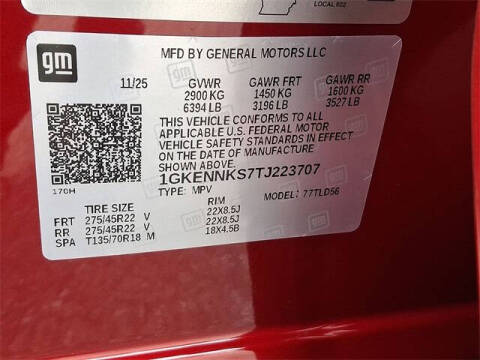 LOCAL 602
gm
MFD BY GENERAL MOTORS LLC
11/25 GVWR GAWR FRT GAWR RR
2900 KG 1450 KG 1600 KG
6394 LB 3196 LB 3527 LB
THIS VEHICLE CONFORMS TO ALL
APPLICABLE U.S. FEDERAL MOTOR
VEHICLE SAFETY STANDARDS IN EFFECT
ON THE DATE OF MANUFACTURE
SHOWN ABOVE.
1GKENNKS7TJ223707
170H TYPE: MPV MODEL: 77TLD56
TIRE SIZE RIM
FRT 275/45R22 V 22X8.5J
RR 275/45R22 V 22X8.5J
SPA T135/70R18 M 18X4.5B